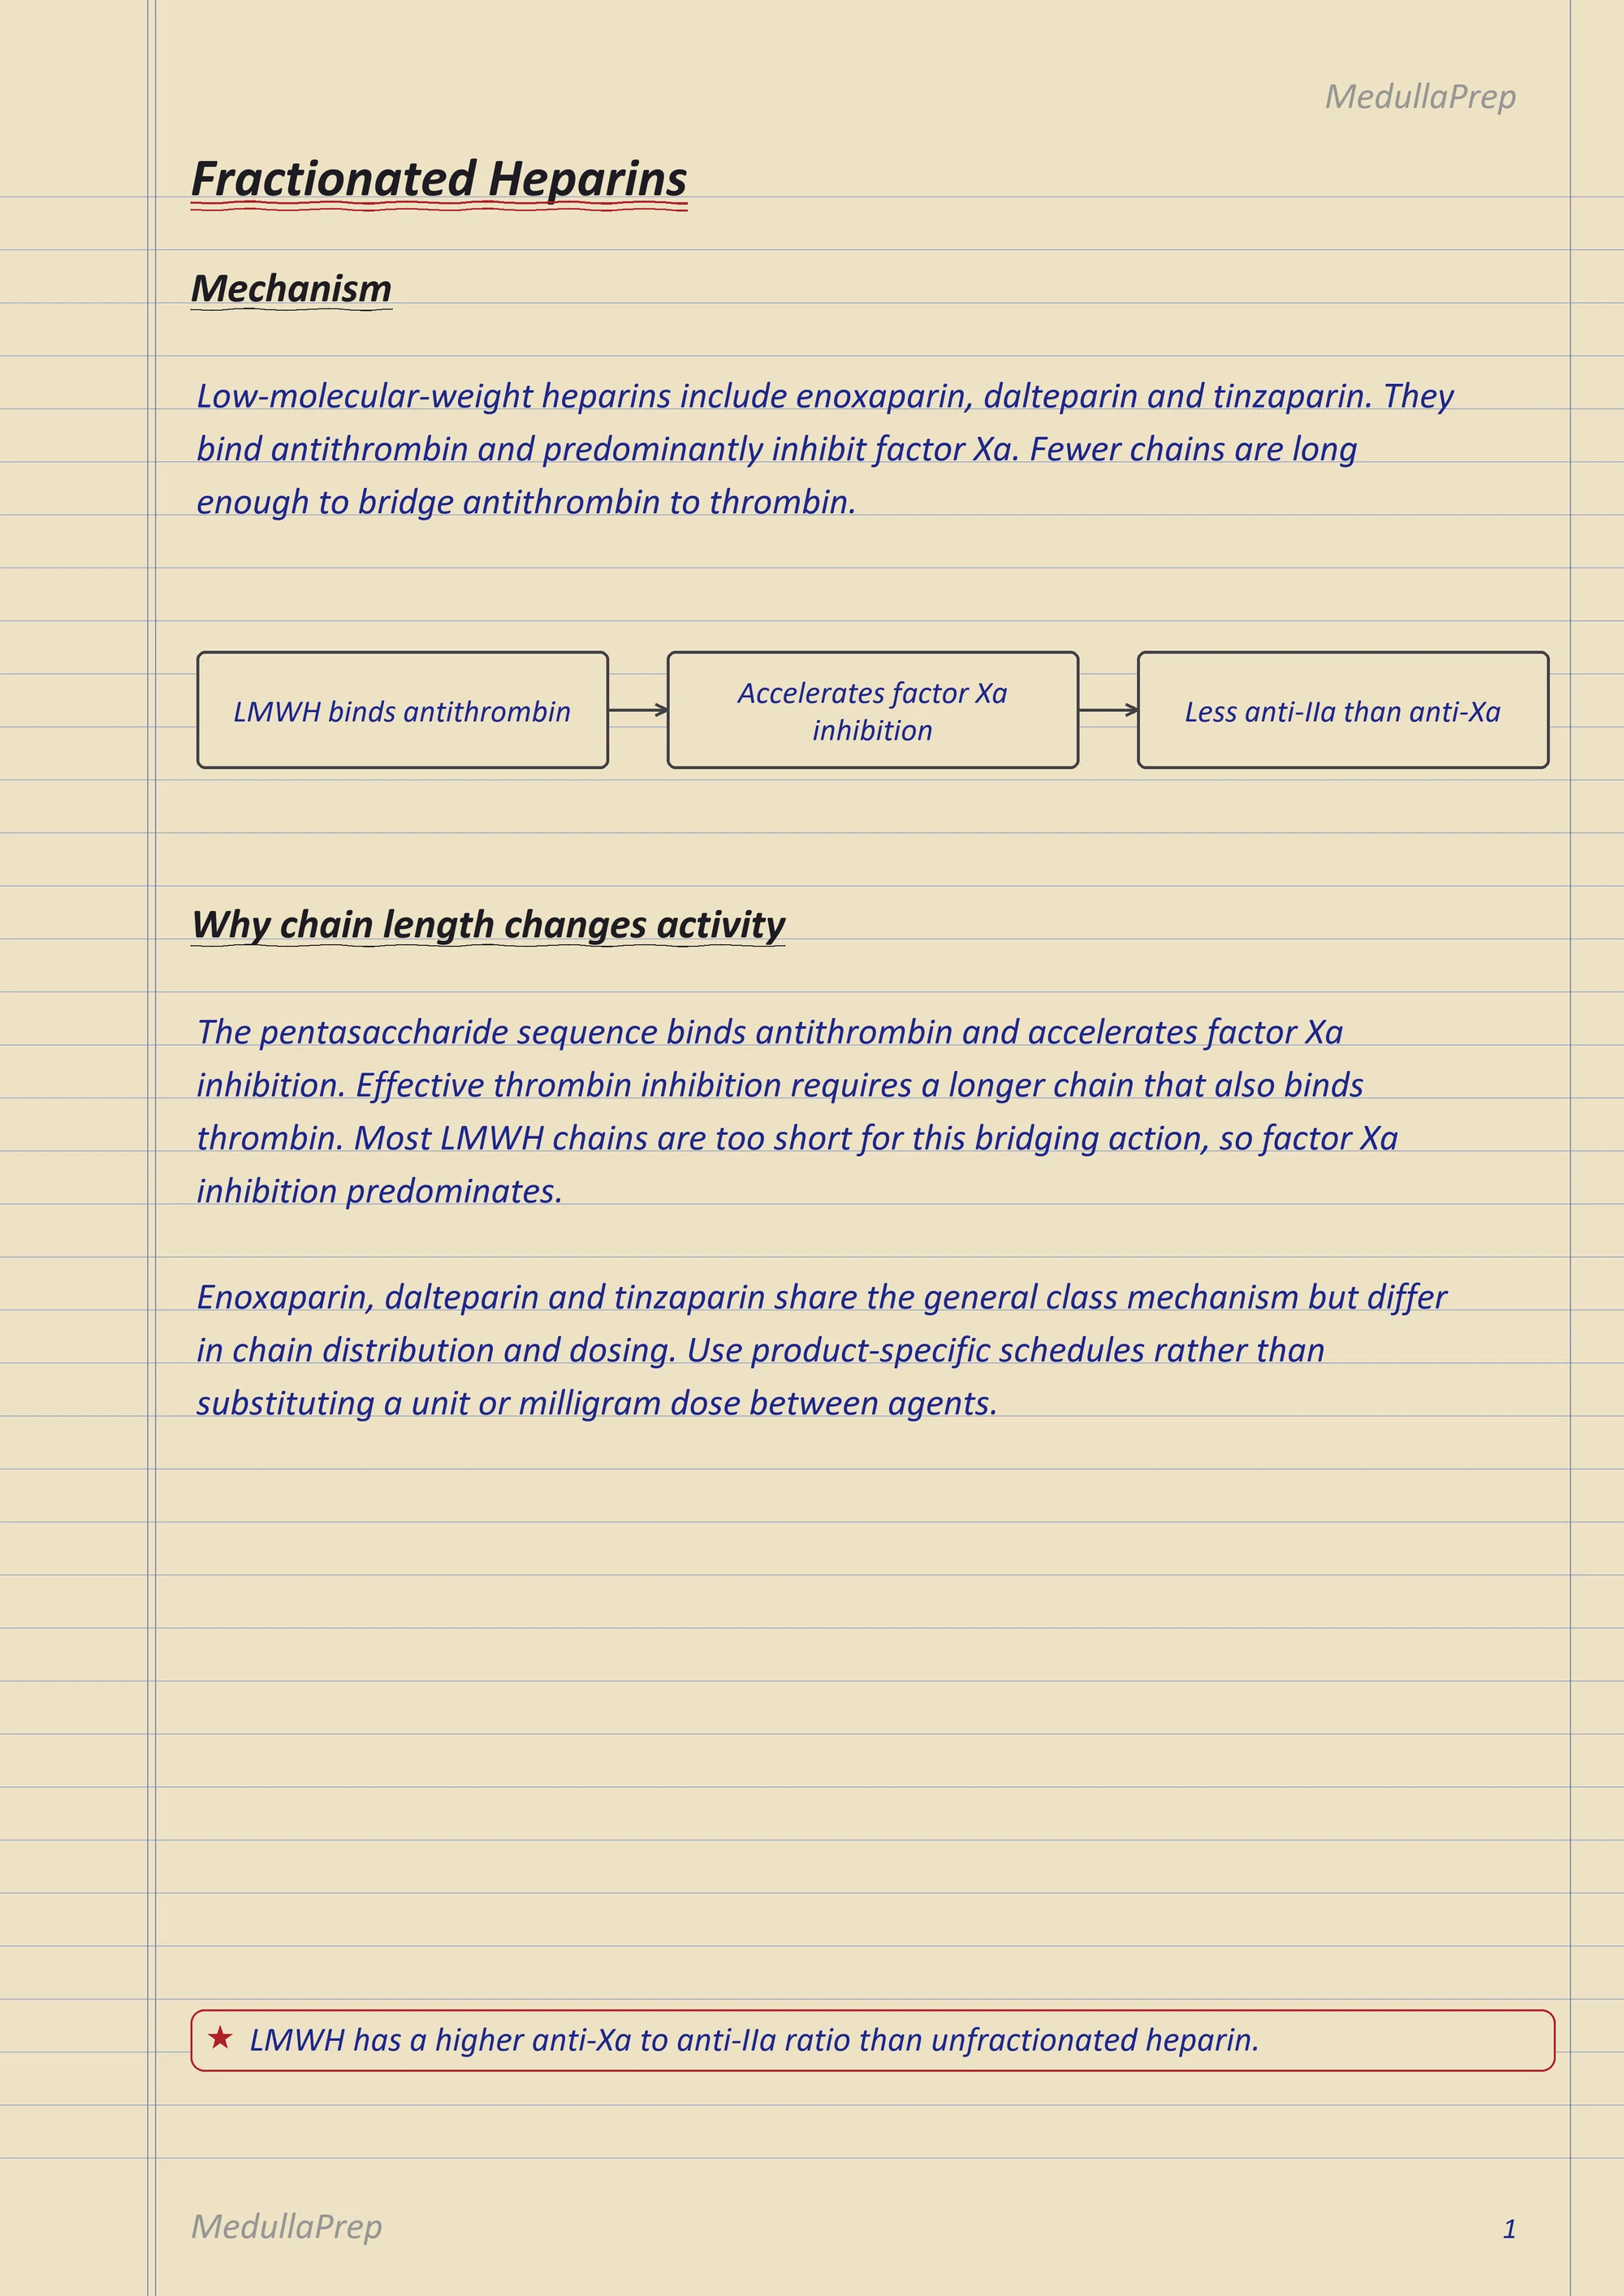 MedullaPrep
Fractionated Heparins
Mechanism
Low-molecular-weight heparins include enoxaparin, dalteparin and tinzaparin. They
bind antithrombin and predominantly inhibit factor Xa. Fewer chains are long
enough to bridge antithrombin to thrombin.
LMWH binds antithrombin
Accelerates factor Xa
inhibition
Less anti-IIa than anti-Xa
Why chain length changes activity
The pentasaccharide sequence binds antithrombin and accelerates factor Xa
inhibition. Effective thrombin inhibition requires a longer chain that also binds
thrombin. Most LMWH chains are too short for this bridging action, so factor Xa
inhibition predominates.
Enoxaparin, dalteparin and tinzaparin share the general class mechanism but differ
in chain distribution and dosing. Use product-specific schedules rather than
substituting a unit or milligram dose between agents.
★ LMWH has a higher anti-Xa to anti-IIa ratio than unfractionated heparin.
MedullaPrep
1